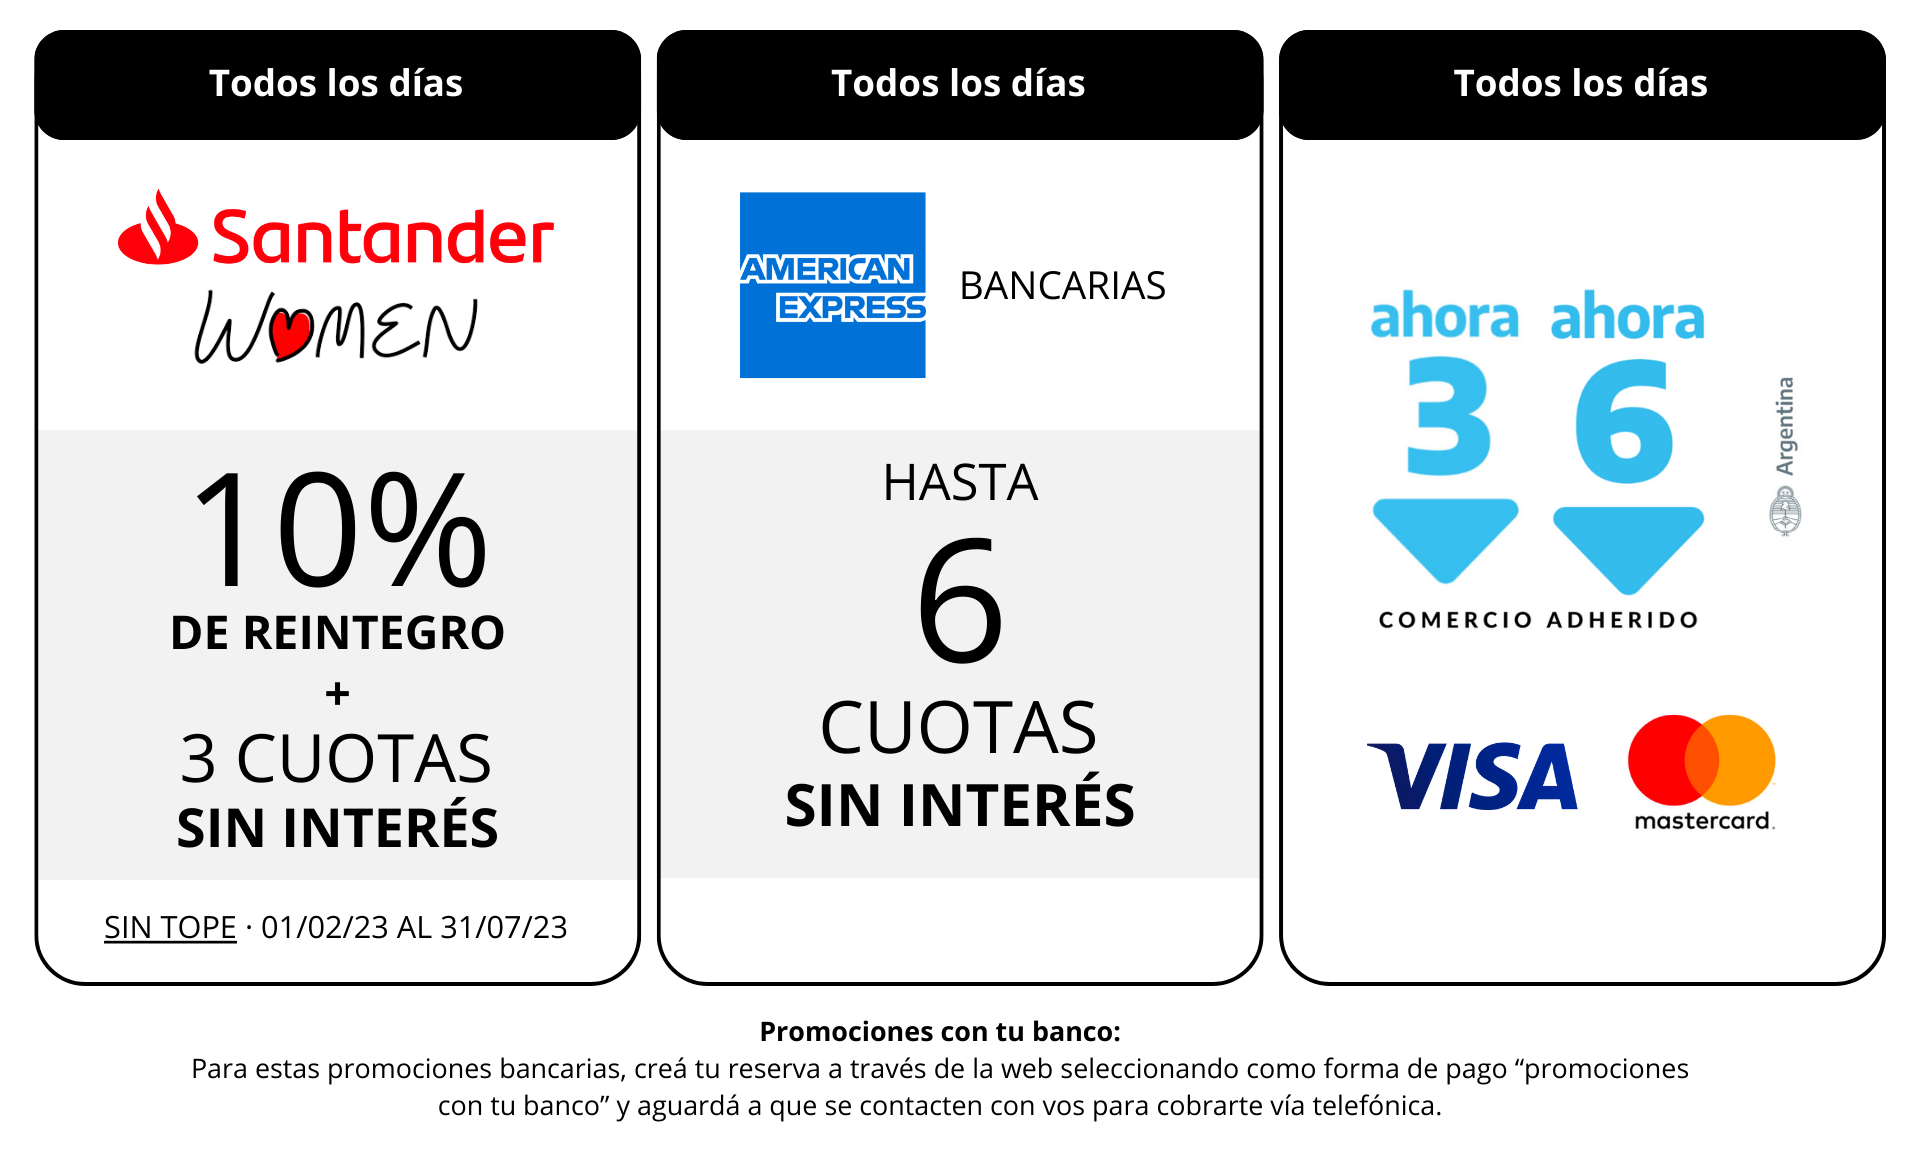 Todos los días
Santander
WOMEN
10%
DE REINTEGRO
+
3 CUOTAS
SIN INTERÉS
SIN TOPE · 01/02/23 AL 31/07/23
Todos los días
AMERICAN
EXPRESS
BANCARIAS
HASTA
6
CUOTAS
SIN INTERÉS
Todos los días
ahora ahora
3 6
Argentina
COMERCIO ADHERIDO
VISA
mastercard.
Promociones con tu banco:
Para estas promociones bancarias, creá tu reserva a través de la web seleccionando como forma de pago “promociones
con tu banco” y aguardá a que se contacten con vos para cobrarte vía telefónica.